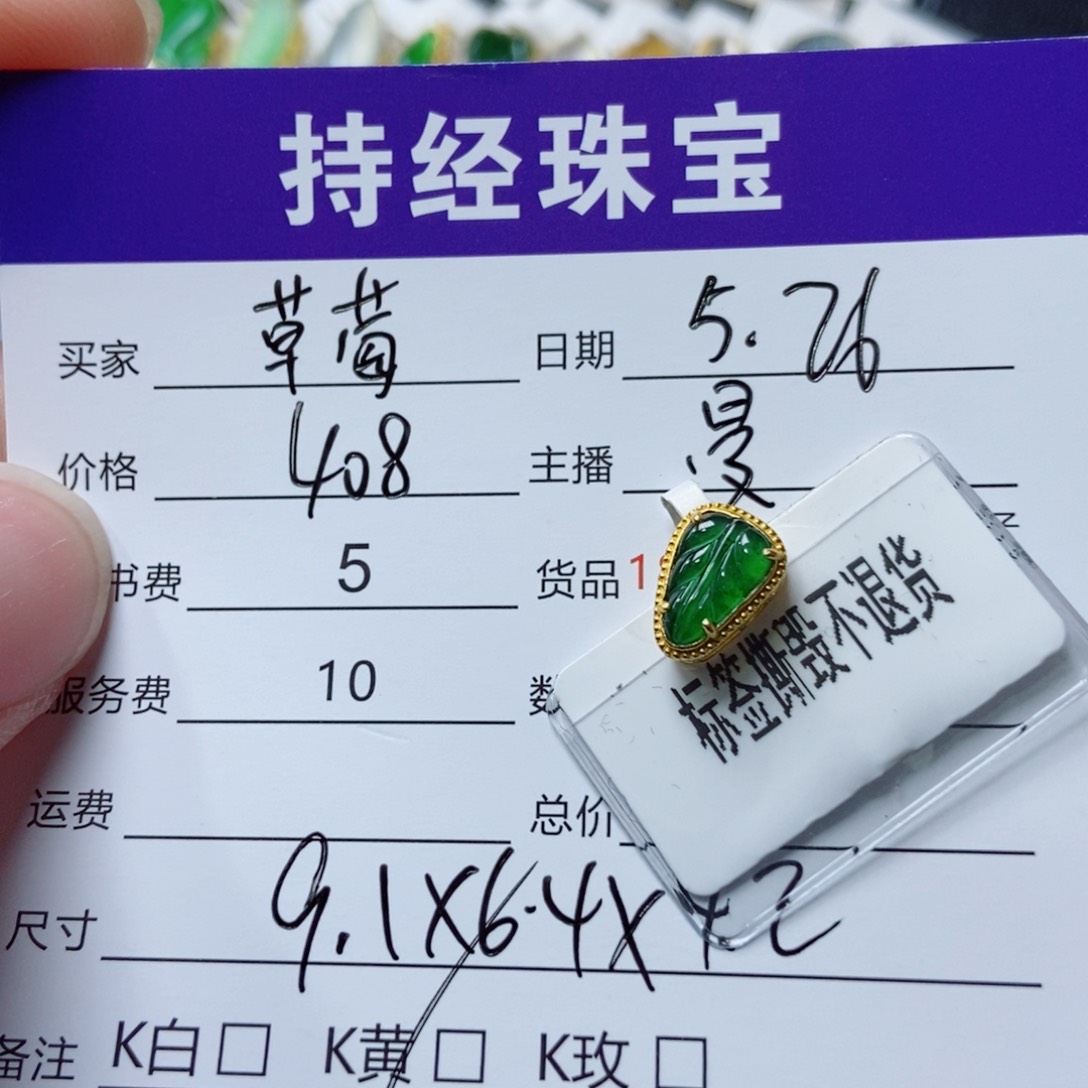 持经珠宝
买家 草莓 日期 5.26
价格 408 主播 曼
书费 5 货品 1
标签撕毁不退货
服务费 10 数
运费 总价
尺寸 9.1X6.4X
备注 K白 K黄 K玫